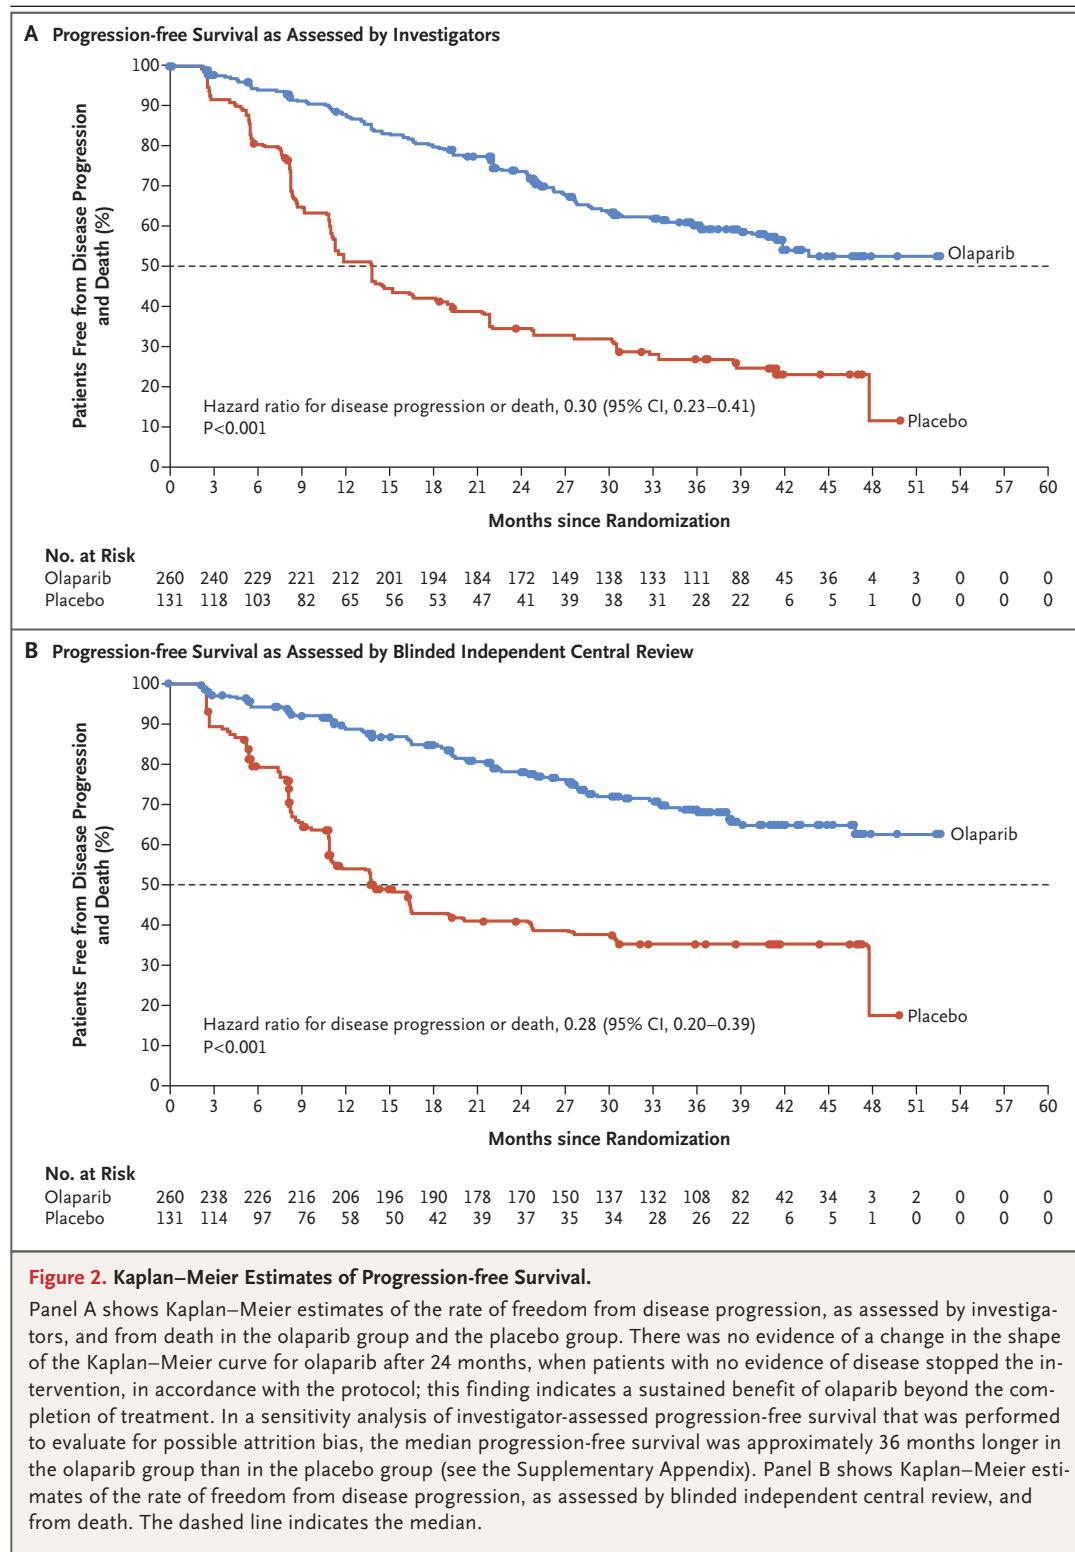 A Progression-free Survival as Assessed by Investigators
Patients Free from Disease Progression
and Death (%)
100
90
80
70
60
50
40
30
20
10
0
Olaparib
Placebo
Hazard ratio for disease progression or death, 0.30 (95% CI, 0.23–0.41)
P<0.001
0 3 6 9 12 15 18 21 24 27 30 33 36 39 42 45 48 51 54 57 60
Months since Randomization
No. at Risk
Olaparib 260 240 229 221 212 201 194 184 172 149 138 133 111 88 45 36 4 3 0 0 0
Placebo 131 118 103 82 65 56 53 47 41 39 38 31 28 22 6 5 1 0 0 0 0
B Progression-free Survival as Assessed by Blinded Independent Central Review
Patients Free from Disease Progression
and Death (%)
100
90
80
70
60
50
40
30
20
10
0
Olaparib
Placebo
Hazard ratio for disease progression or death, 0.28 (95% CI, 0.20–0.39)
P<0.001
0 3 6 9 12 15 18 21 24 27 30 33 36 39 42 45 48 51 54 57 60
Months since Randomization
No. at Risk
Olaparib 260 238 226 216 206 196 190 178 170 150 137 132 108 82 42 34 3 2 0 0 0
Placebo 131 114 97 76 58 50 42 39 37 35 34 28 26 22 6 5 1 0 0 0 0
Figure 2. Kaplan–Meier Estimates of Progression-free Survival.
Panel A shows Kaplan–Meier estimates of the rate of freedom from disease progression, as assessed by investiga-
tors, and from death in the olaparib group and the placebo group. There was no evidence of a change in the shape
of the Kaplan–Meier curve for olaparib after 24 months, when patients with no evidence of disease stopped the in-
tervention, in accordance with the protocol; this finding indicates a sustained benefit of olaparib beyond the com-
pletion of treatment. In a sensitivity analysis of investigator-assessed progression-free survival that was performed
to evaluate for possible attrition bias, the median progression-free survival was approximately 36 months longer in
the olaparib group than in the placebo group (see the Supplementary Appendix). Panel B shows Kaplan–Meier esti-
mates of the rate of freedom from disease progression, as assessed by blinded independent central review, and
from death. The dashed line indicates the median.